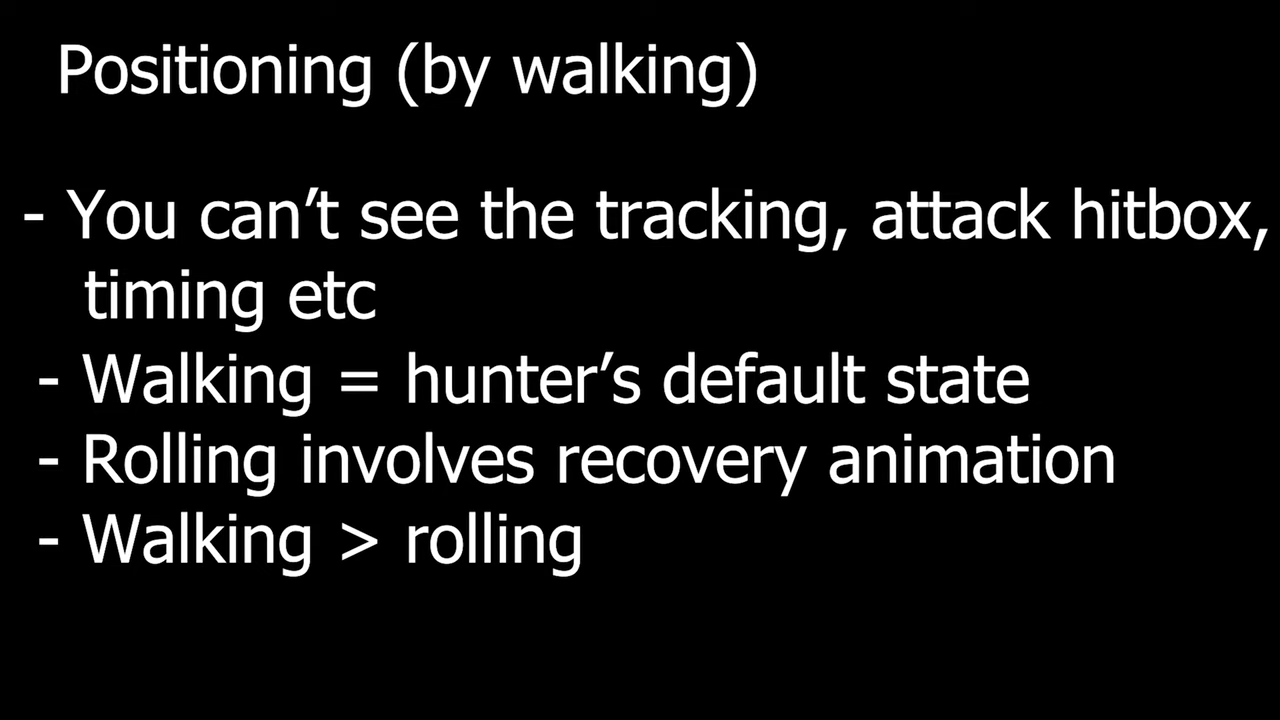 Positioning (by walking)
- You can’t see the tracking, attack hitbox,
timing etc
- Walking = hunter’s default state
- Rolling involves recovery animation
- Walking > rolling